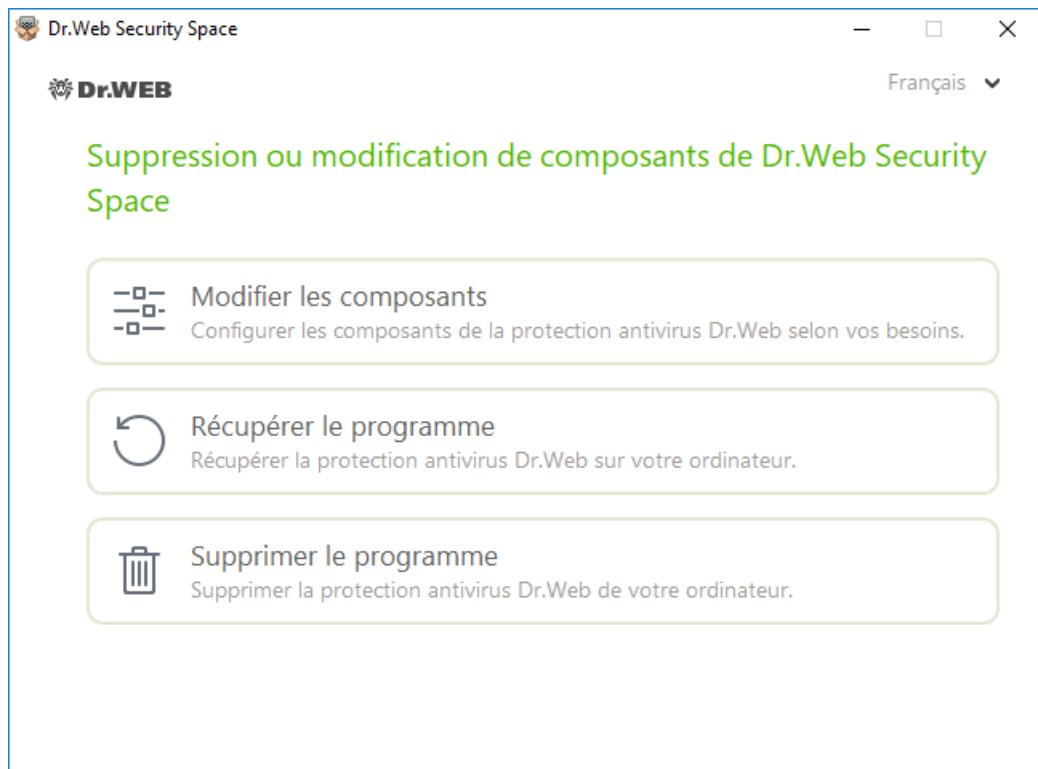 Dr.Web Security Space
Dr.WEB
Français
Suppression ou modification de composants de Dr.Web Security
Space
Modifier les composants
Configurer les composants de la protection antivirus Dr.Web selon vos besoins.
Récupérer le programme
Récupérer la protection antivirus Dr.Web sur votre ordinateur.
Supprimer le programme
Supprimer la protection antivirus Dr.Web de votre ordinateur.